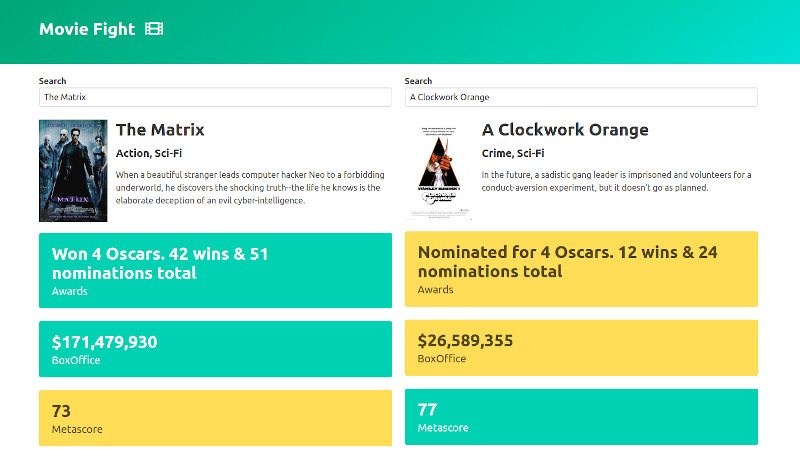 Movie Fight
Search
The Matrix
THE MATRIX
The Matrix
Action, Sci-Fi
When a beautiful stranger leads computer hacker Neo to a forbidding
underworld, he discovers the shocking truth--the life he knows is the
elaborate deception of an evil cyber-intelligence.
Won 4 Oscars. 42 wins & 51
nominations total
Awards
$171,479,930
BoxOffice
73
Metascore
Search
A Clockwork Orange
A Clockwork Orange
Crime, Sci-Fi
In the future, a sadistic gang leader is imprisoned and volunteers for a
conduct-aversion experiment, but it doesn't go as planned.
Nominated for 4 Oscars. 12 wins & 24
nominations total
Awards
$26,589,355
BoxOffice
77
Metascore